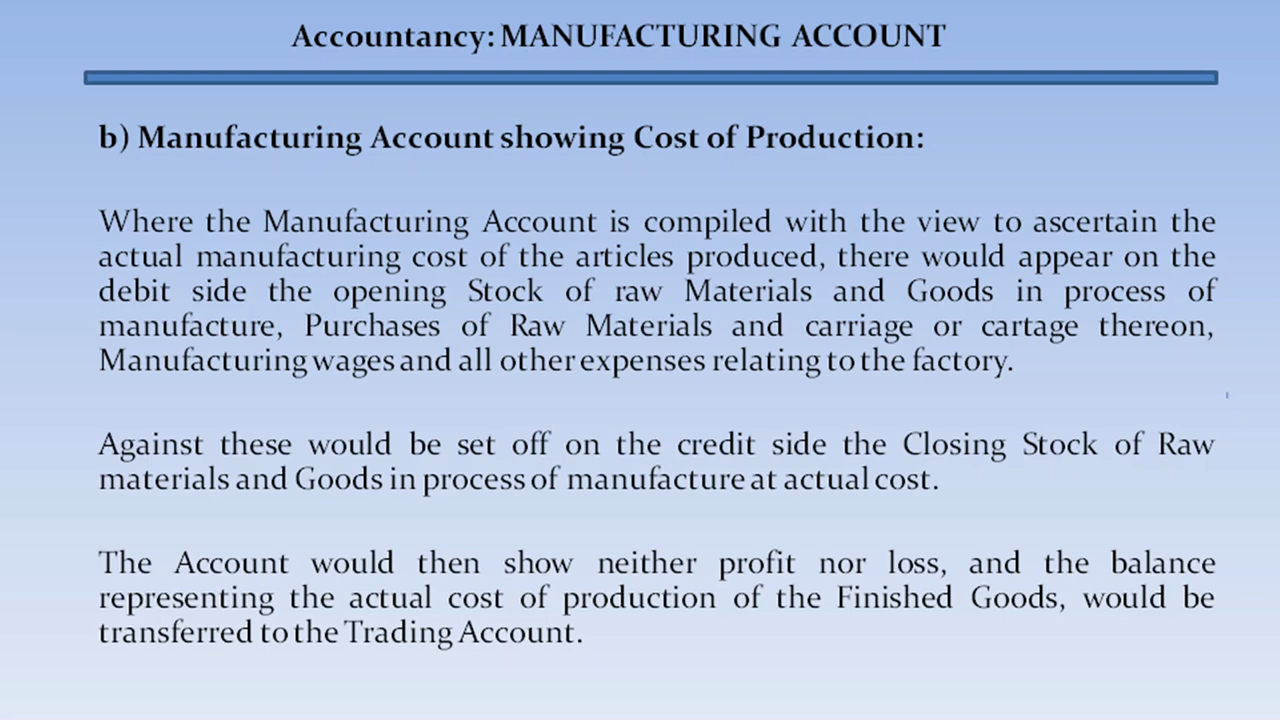 Accountancy: MANUFACTURING ACCOUNT
b) Manufacturing Account showing Cost of Production:
Where the Manufacturing Account is compiled with the view to ascertain the
actual manufacturing cost of the articles produced, there would appear on the
debit side the opening Stock of raw Materials and Goods in process of
manufacture, Purchases of Raw Materials and carriage or cartage thereon,
Manufacturing wages and all other expenses relating to the factory.
Against these would be set off on the credit side the Closing Stock of Raw
materials and Goods in process of manufacture at actual cost.
The Account would then show neither profit nor loss, and the balance
representing the actual cost of production of the Finished Goods, would be
transferred to the Trading Account.